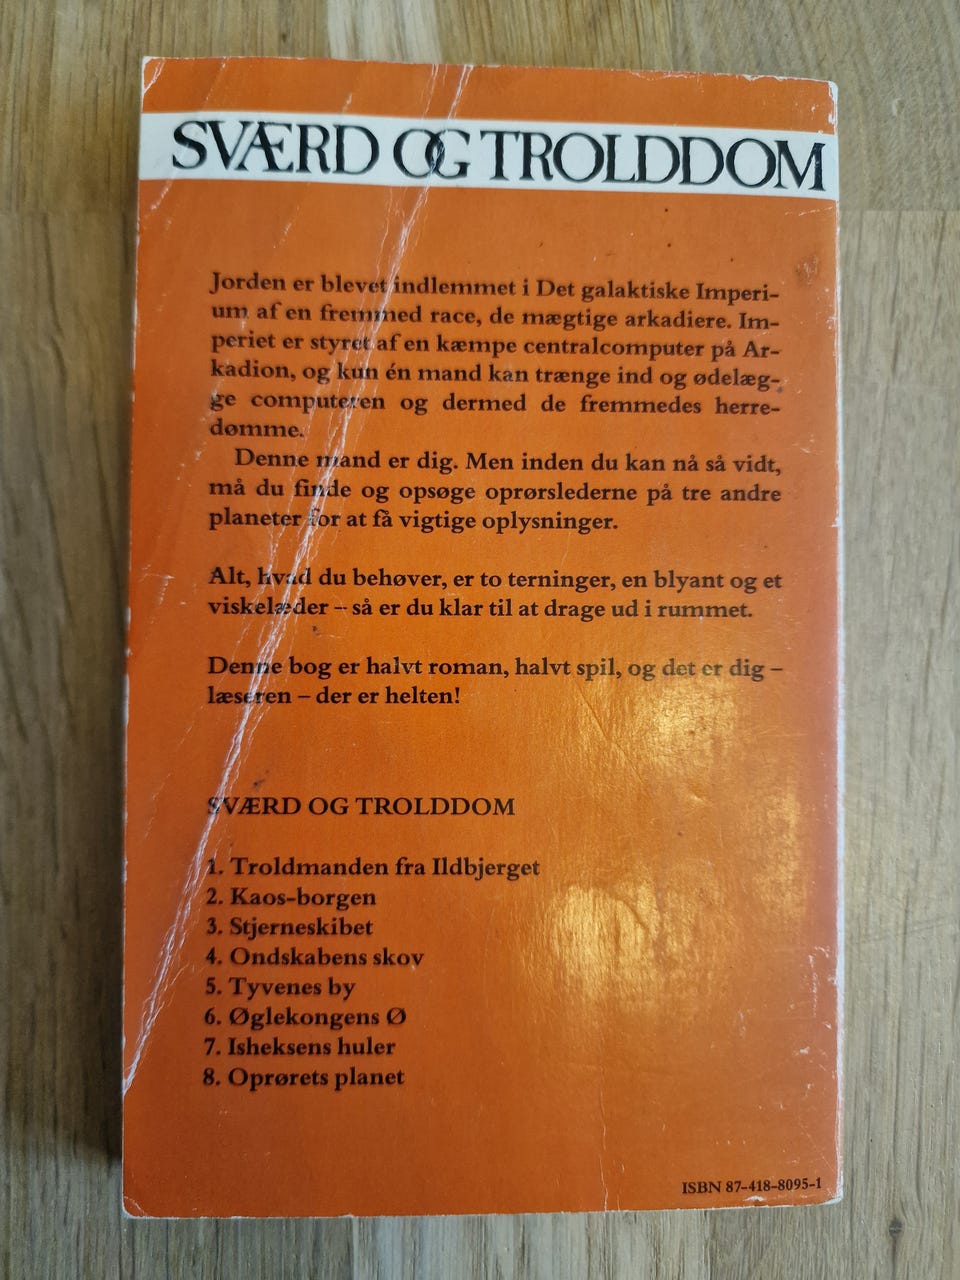 SVÆRD OG TROLDDOM
Jorden er blevet indlemmet i Det galaktiske Imperi-
um af en fremmed race, de mægtige arkadiere. Im-
periet er styret af en kæmpe centralcomputer på Ar-
kadion, og kun én mand kan trænge ind og ødelæg-
ge computeren og dermed de fremmedes herre-
dømme.
Denne mand er dig. Men inden du kan nå så vidt,
må du finde og opsøge oprørslederne på tre andre
planeter for at få vigtige oplysninger.
Alt, hvad du behøver, er to terninger, en blyant og et
viskelæder – så er du klar til at drage ud i rummet.
Denne bog er halvt roman, halvt spil, og det er dig –
læseren – der er helten!
SVÆRD OG TROLDDOM
1. Troldmanden fra Ildbjerget
2. Kaos-borgen
3. Stjerneskibet
4. Ondskabens skov
5. Tyvenes by
6. Øglekongens Ø
7. Isheksens huler
8. Oprørets planet
ISBN 87-418-8095-1